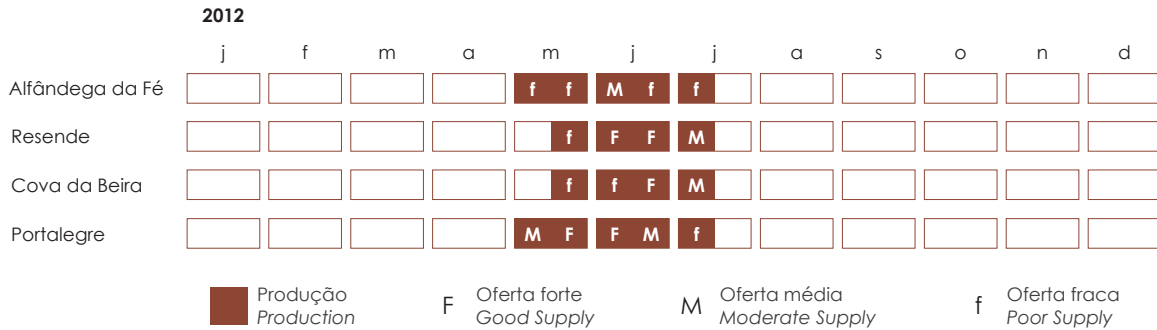 2012
j f m a m j j a s o n d
Alfândega da Fé f f M f f
Resende f F F M
Cova da Beira f f F M
Portalegre M F F M f
Produção F Oferta forte M Oferta média f Oferta fraca
Production Good Supply Moderate Supply Poor Supply